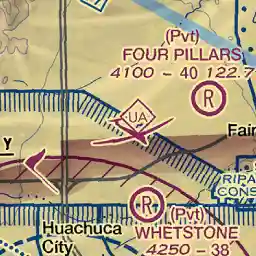 (Pvt)
FOUR PILLARS
4100 - 40 122.7
R
UA
Y
Fair
RIPA
CONS
R
(Pvt)
Huachuca
WHETSTONE
City
4250 - 38